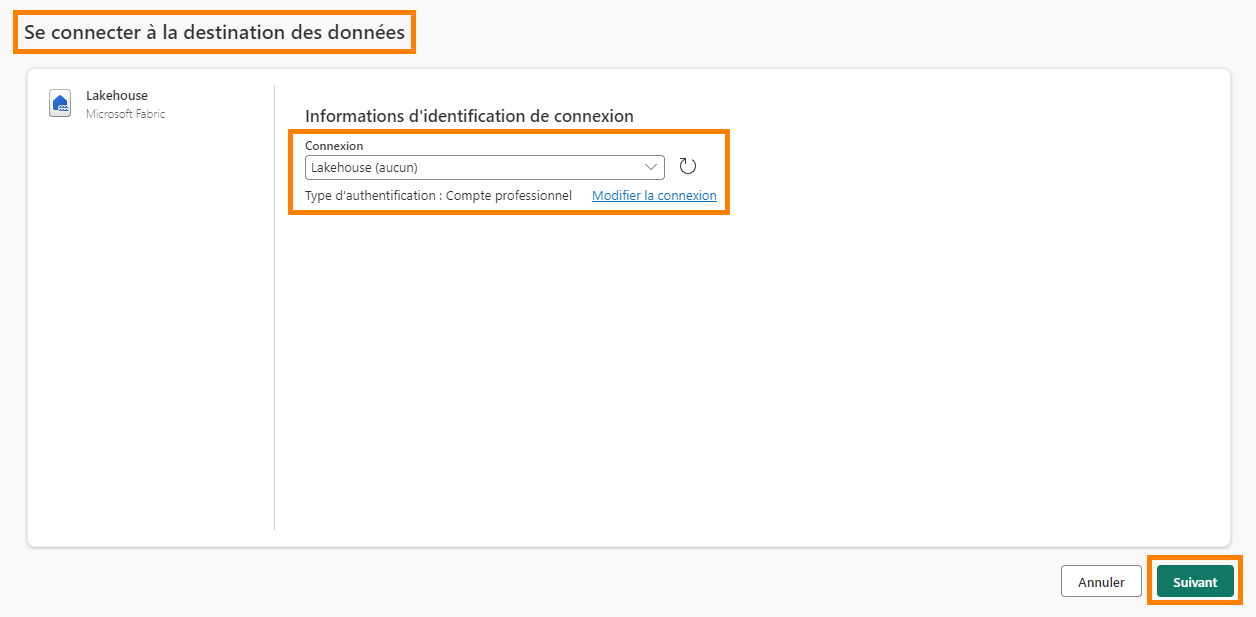 Se connecter à la destination des données
Lakehouse
Microsoft Fabric
Informations d'identification de connexion
Connexion
Lakehouse (aucun)
Type d'authentification : Compte professionnel Modifier la connexion
Annuler Suivant